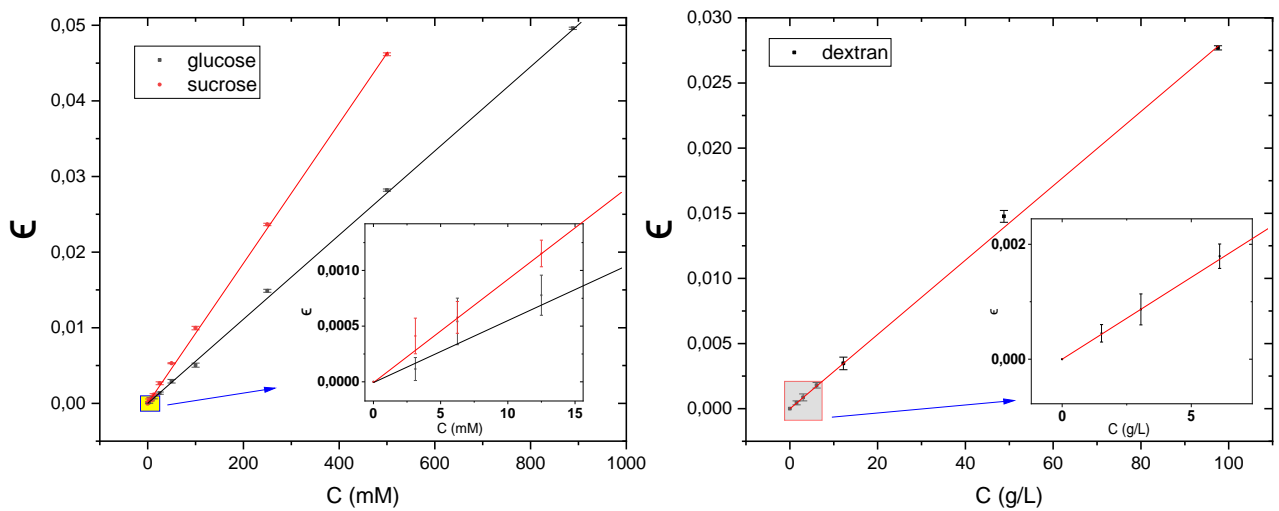 0,05
0,04
0,03
0,02
0,01
0,00
ϵ
glucose
sucrose
0 200 400 600 800 1000
C (mM)
0,0010
0,0005
0,0000
ϵ
0 5 10 15
C (mM)
0,030
0,025
0,020
0,015
0,010
0,005
0,000
ϵ
dextran
0 20 40 60 80 100
C (g/L)
0,002
0,000
ϵ
0 5
C (g/L)